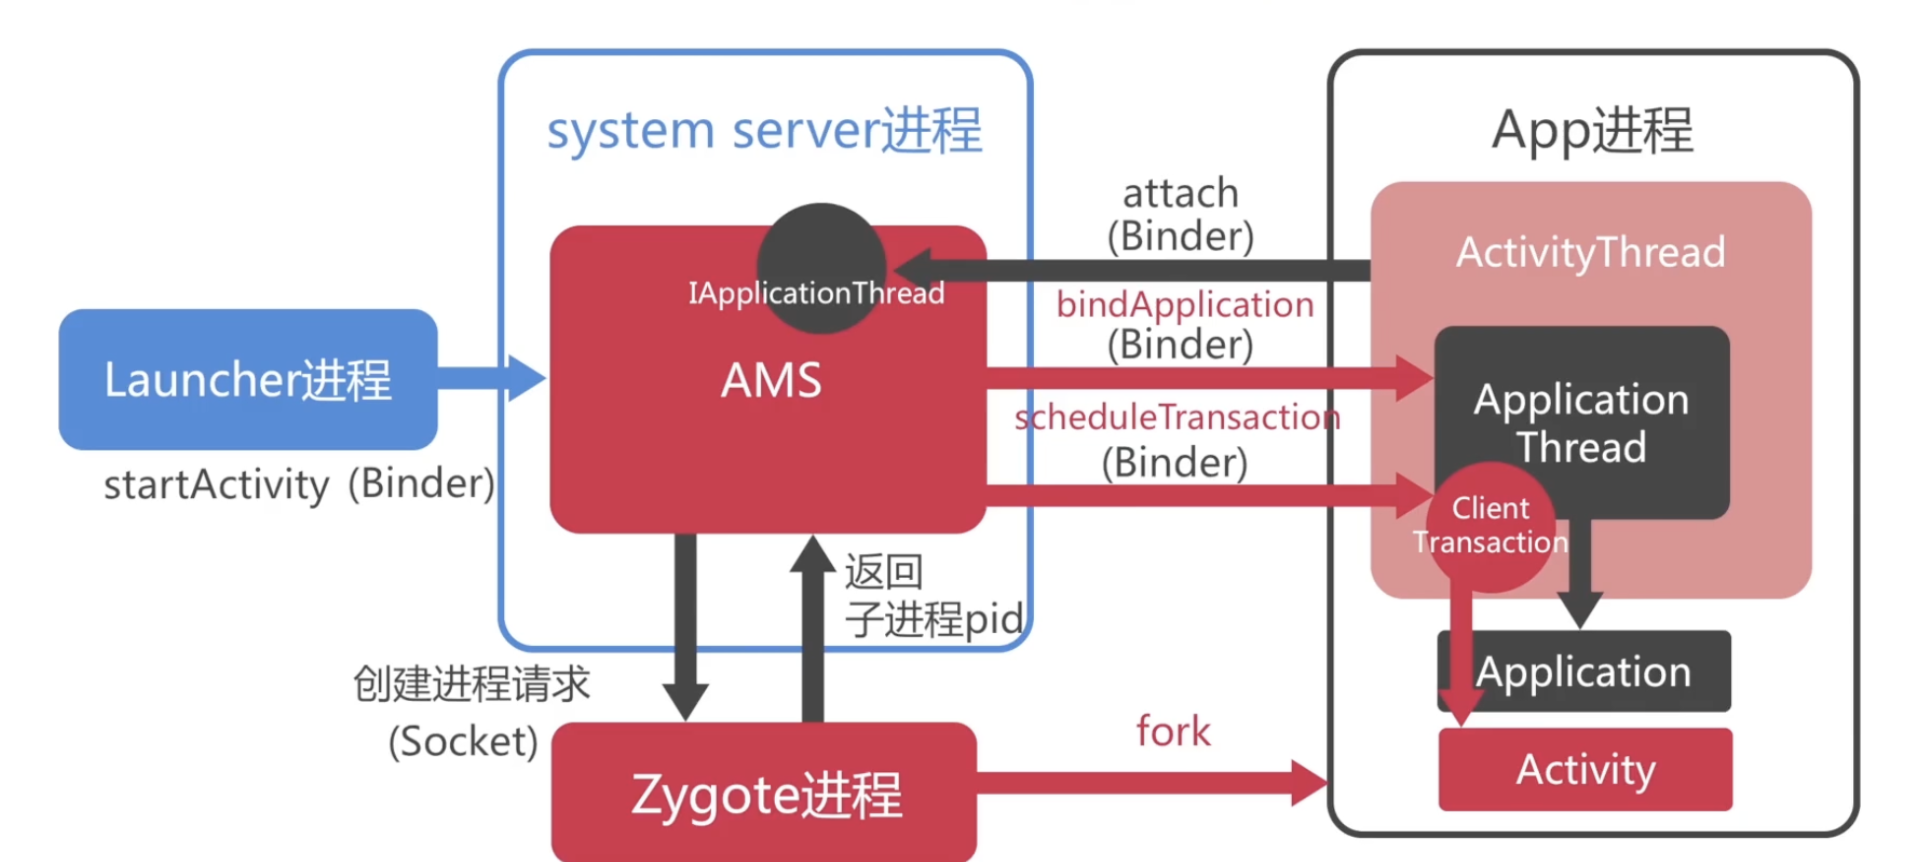 system server进程
App进程
attach
(Binder)
ActivityThread
IApplicationThread
bindApplication
(Binder)
Launcher进程
AMS
Application
Thread
scheduleTransaction
(Binder)
startActivity (Binder)
Client
Transaction
返回
子进程pid
创建进程请求
(Socket)
Application
fork
Zygote进程
Activity